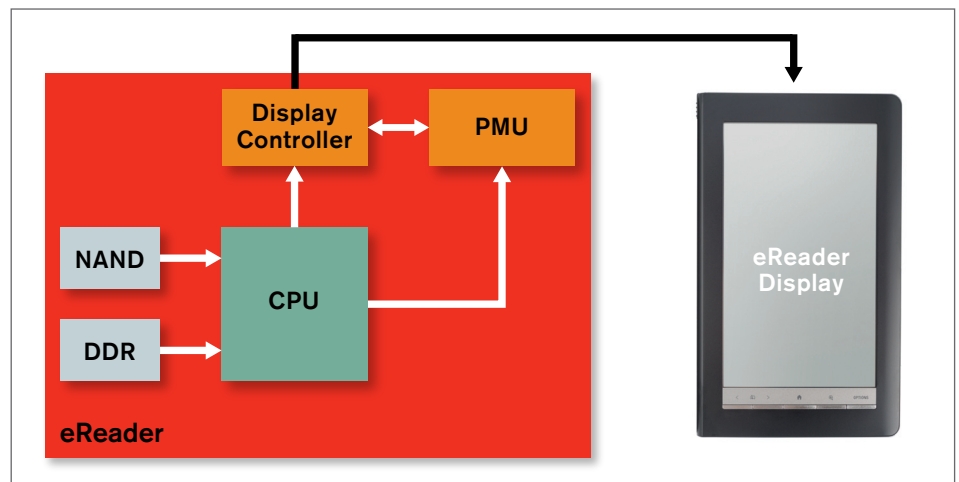 Display
Controller
PMU
NAND
CPU
DDR
eReader
eReader
Display